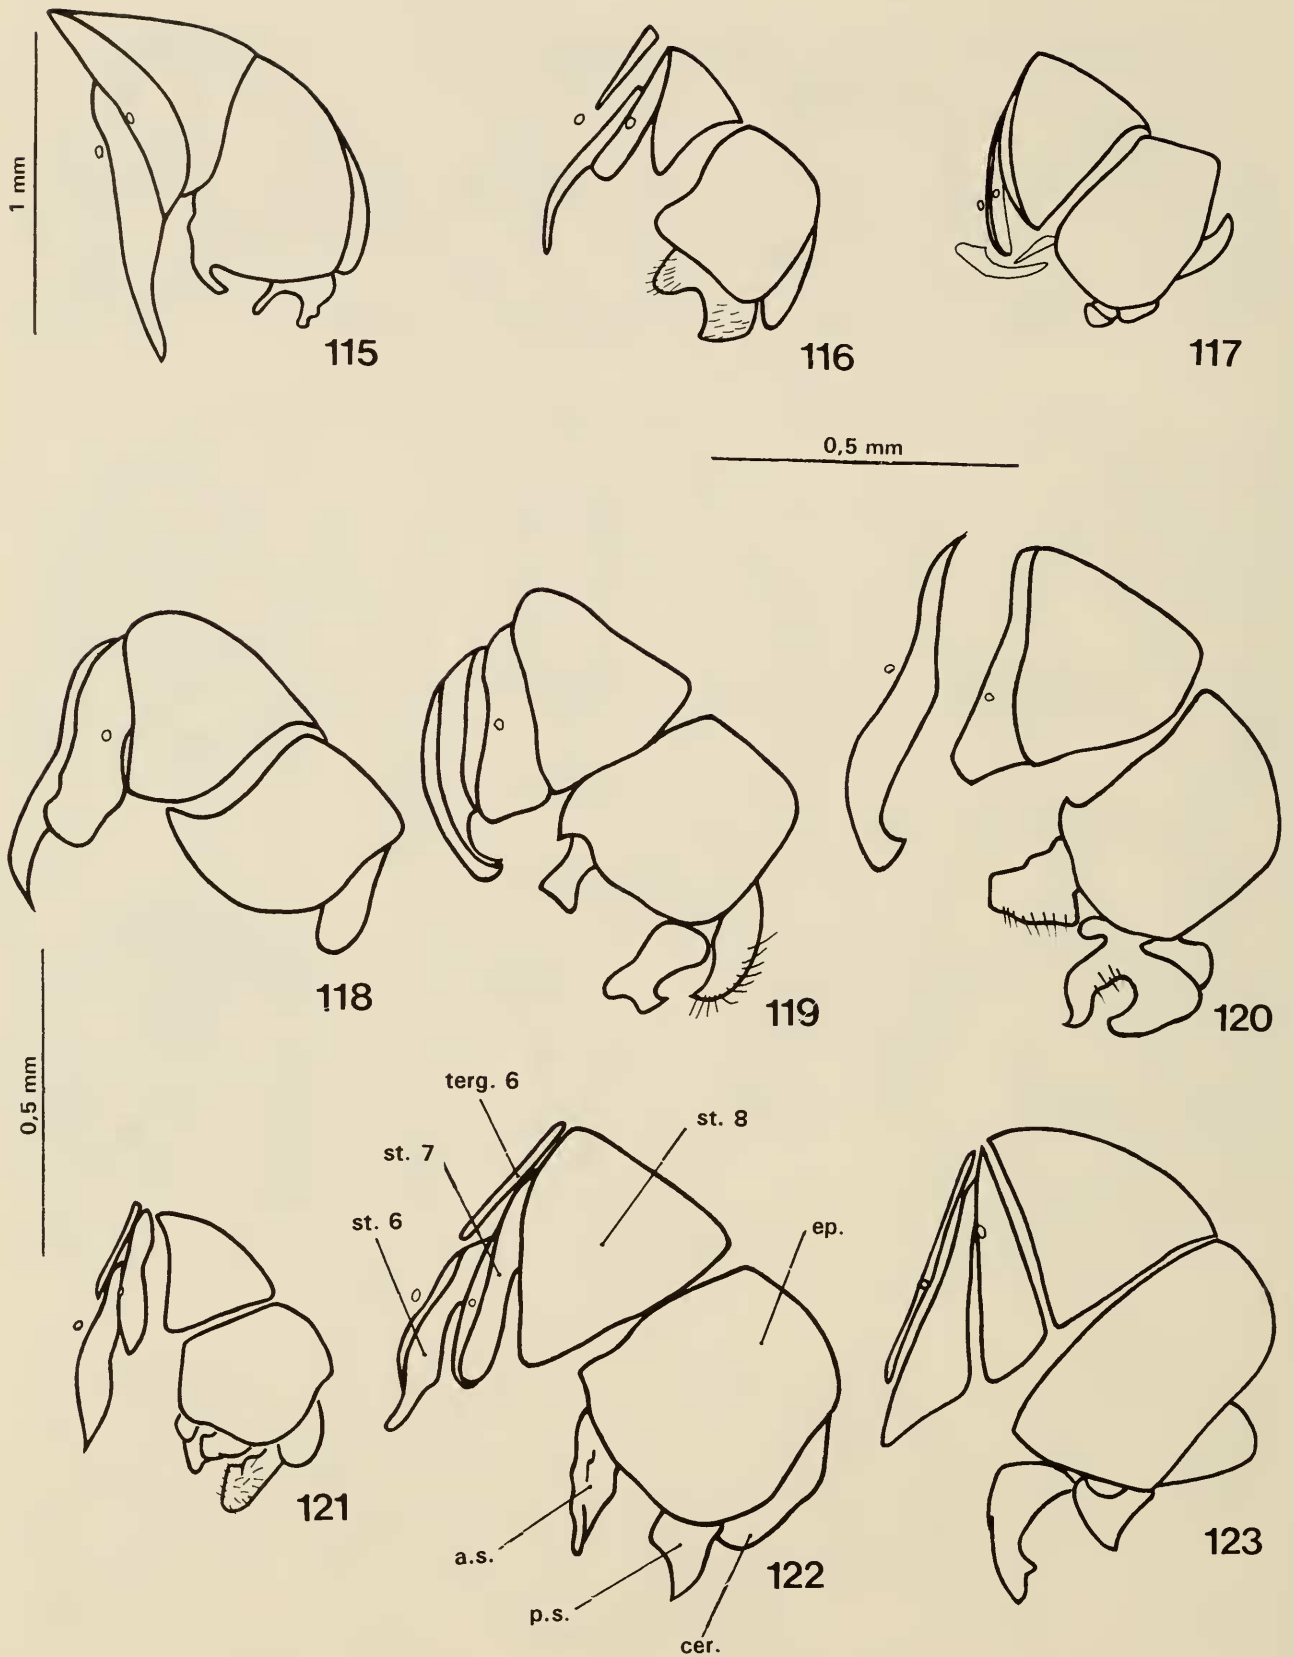 1 mm
115
116
117
0,5 mm
118
119
120
0,5 mm
terg. 6
st. 7
st. 8
st. 6
ep.
121
a.s.
122
123
p.s.
cer.